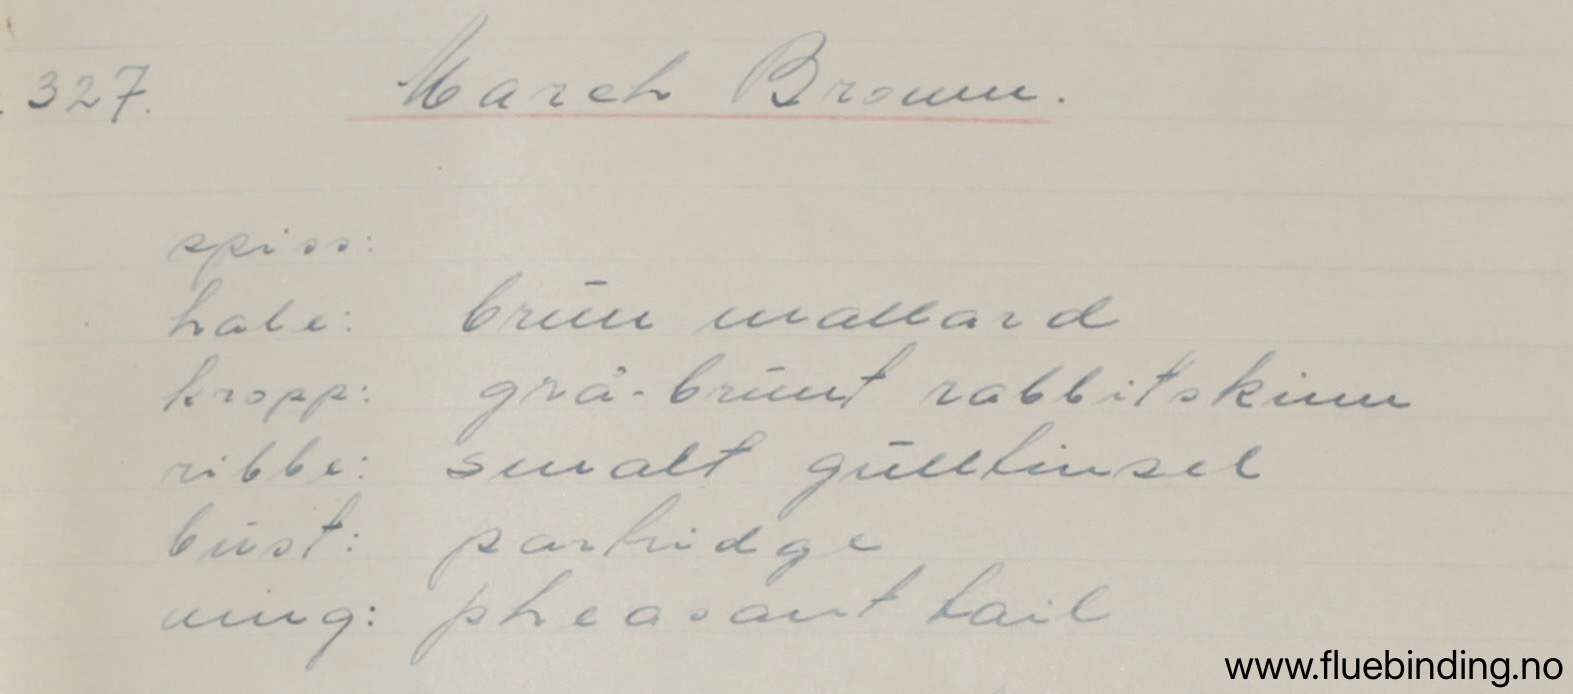 327. March Brown.
spiss:
hale: brun mallard
kropp: grå-brunt rabbitskinn
ribbe: smalt gulltinsel
bust: partridge
ving: pheasant tail
www.fluebinding.no